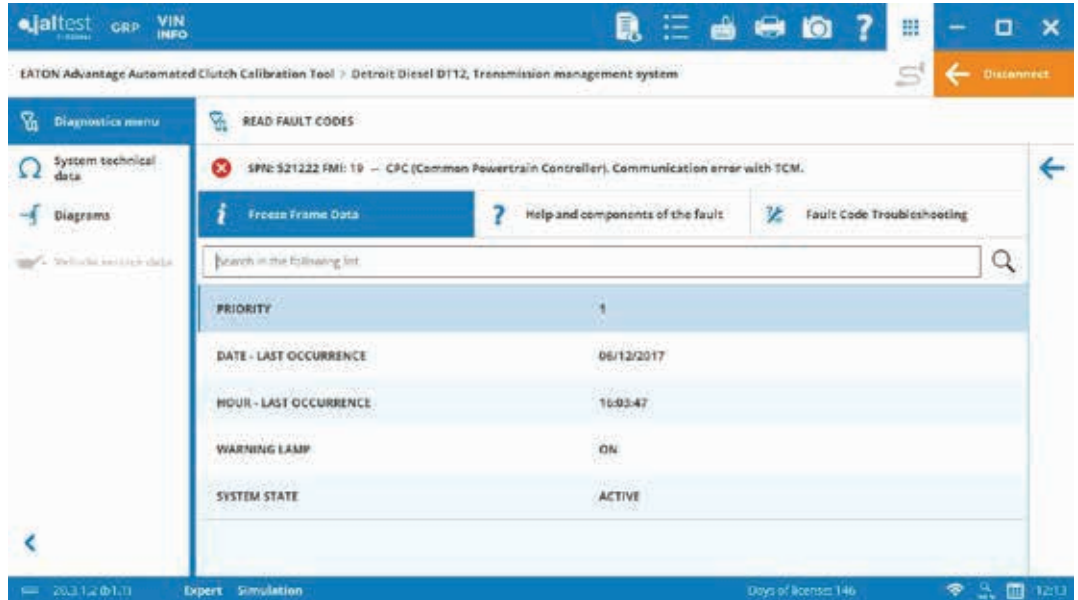 jaltest GRP VIN INFO
EATON Advantage Automated Clutch Calibration Tool > Detroit Diesel DT12, Transmission management system
Disconnect
Diagnostics menu
READ FAULT CODES
System technical data
SPN: 521222 FMI: 19 — CPC (Common Powertrain Controller). Communication error with TCM.
Diagrams
Freeze Frame Data
? Help and components of the fault
Fault Code Troubleshooting
Vehicle service data
Search in the following list
PRIORITY 1
DATE - LAST OCCURRENCE 06/12/2017
HOUR - LAST OCCURRENCE 16:03:47
WARNING LAMP ON
SYSTEM STATE ACTIVE
Expert Simulation
Days of license: 146
12:13